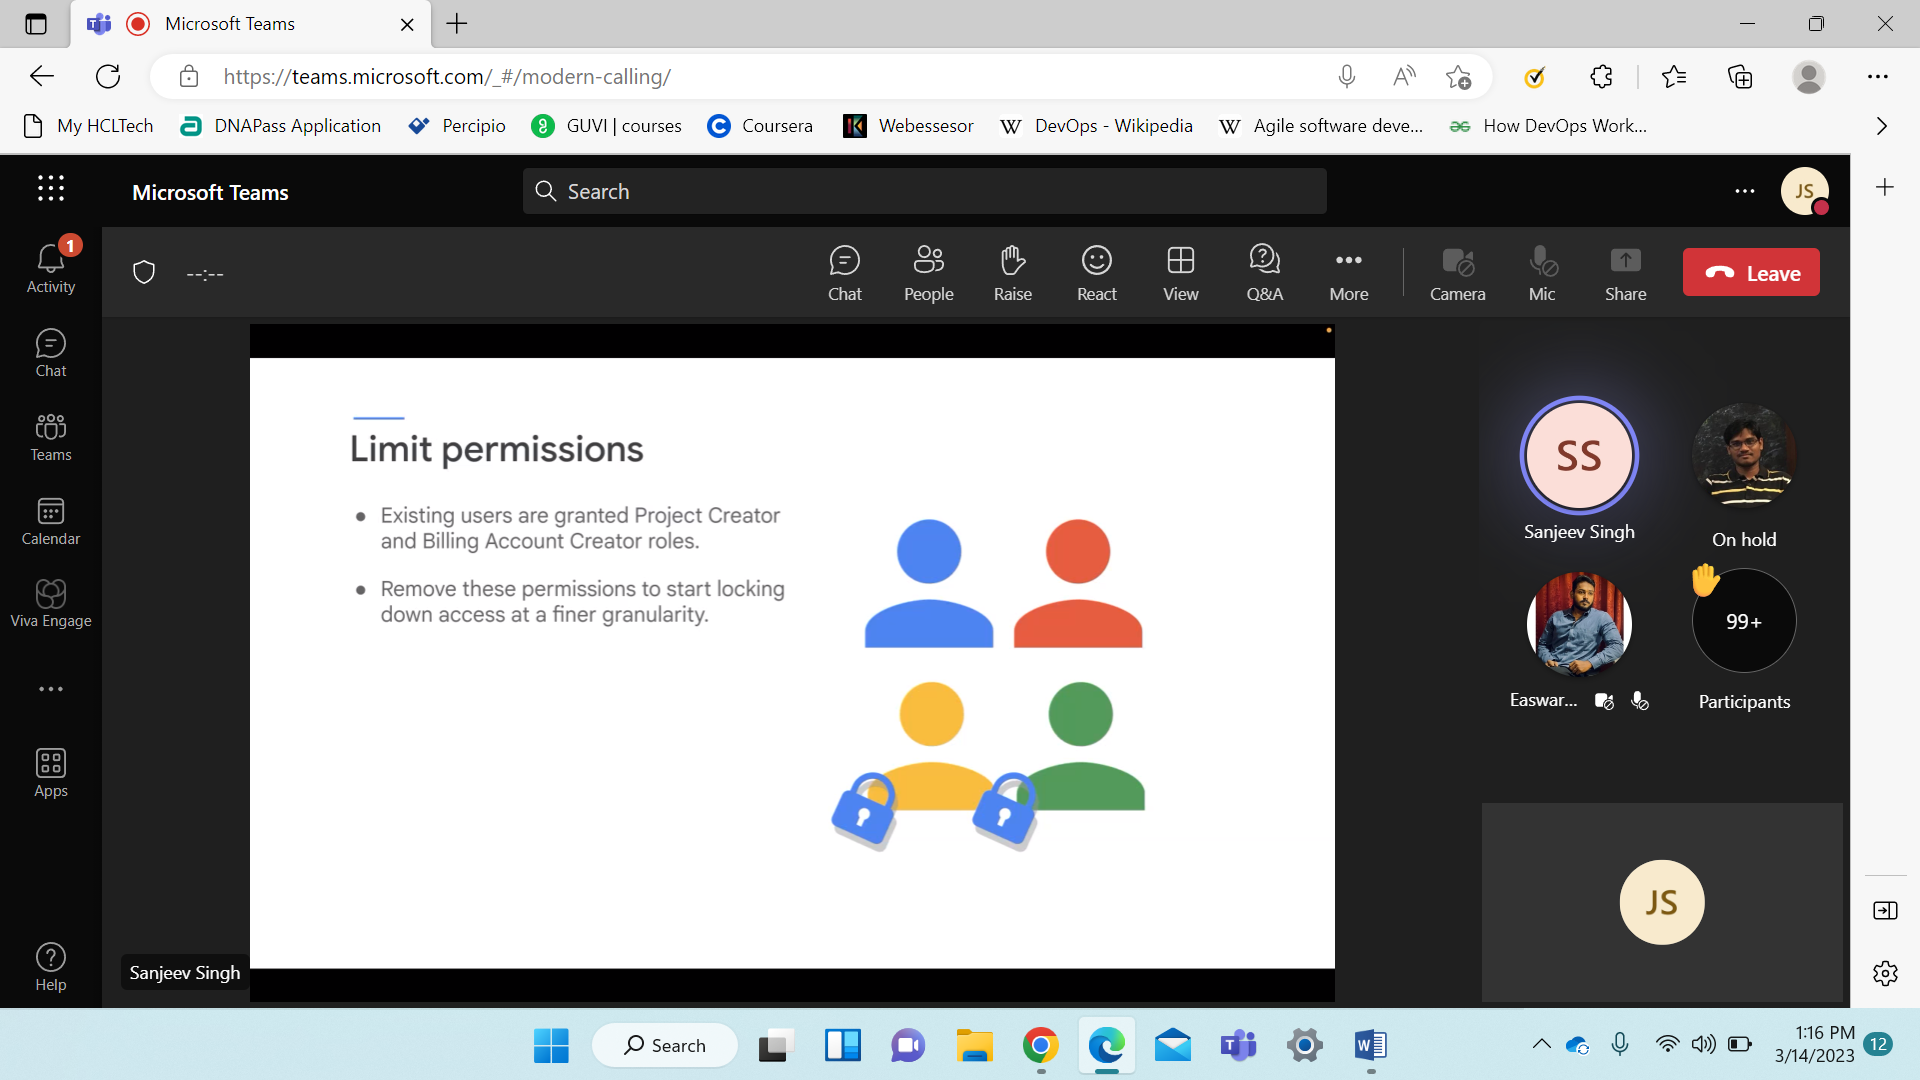 Microsoft Teams
https://teams.microsoft.com/_#/modern-calling/
My HCLTech
DNAPass Application
Percipio
GUVI | courses
Coursera
Webessesor
DevOps - Wikipedia
Agile software deve...
How DevOps Work...
Microsoft Teams
Search
JS
1
Activity
Chat
Teams
Calendar
Viva Engage
Apps
Help
--:--
Chat
People
Raise
React
View
Q&A
More
Camera
Mic
Share
Leave
Limit permissions
Existing users are granted Project Creator
and Billing Account Creator roles.
Remove these permissions to start locking
down access at a finer granularity.
SS
Sanjeev Singh
On hold
Easwar...
99+
Participants
JS
Sanjeev Singh
Search
1:16 PM
3/14/2023
12